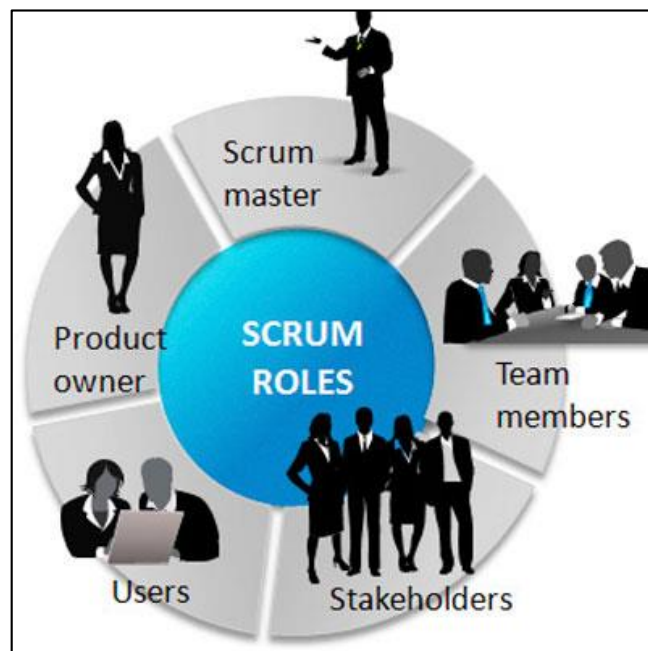 Scrum
master
Product
owner
SCRUM
ROLES
Team
members
Users
Stakeholders